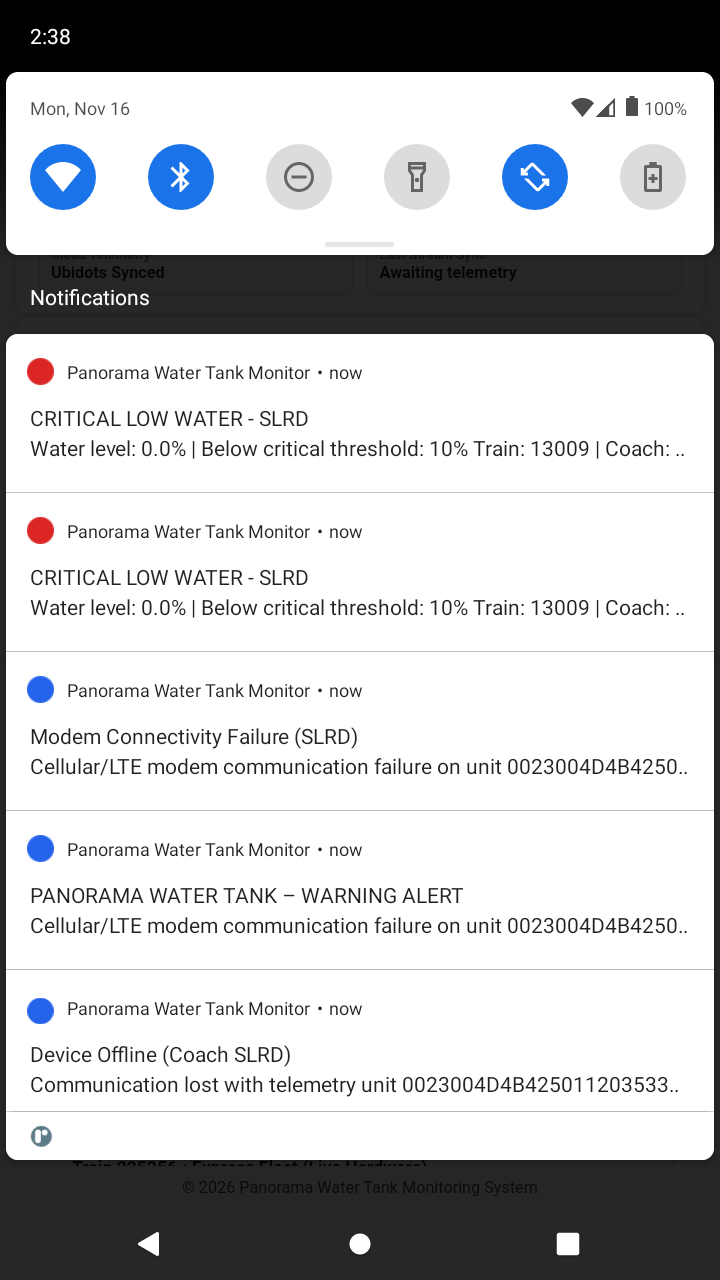 2:38
Mon, Nov 16
100%
Ubidots Synced
Awaiting telemetry
Notifications
Panorama Water Tank Monitor • now
CRITICAL LOW WATER - SLRD
Water level: 0.0% | Below critical threshold: 10% Train: 13009 | Coach: ..
Panorama Water Tank Monitor • now
CRITICAL LOW WATER - SLRD
Water level: 0.0% | Below critical threshold: 10% Train: 13009 | Coach: ..
Panorama Water Tank Monitor • now
Modem Connectivity Failure (SLRD)
Cellular/LTE modem communication failure on unit 0023004D4B4250..
Panorama Water Tank Monitor • now
PANORAMA WATER TANK – WARNING ALERT
Cellular/LTE modem communication failure on unit 0023004D4B4250..
Panorama Water Tank Monitor • now
Device Offline (Coach SLRD)
Communication lost with telemetry unit 0023004D4B425011203533..
© 2026 Panorama Water Tank Monitoring System